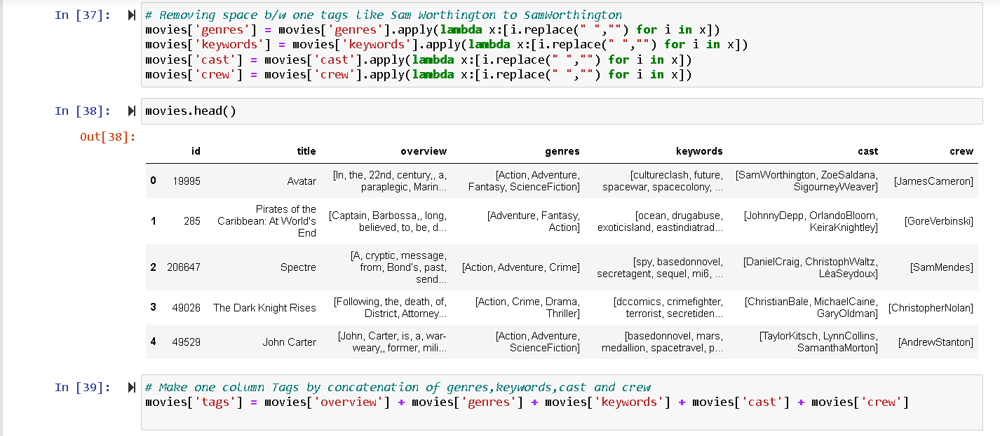 In [37]:
# Removing space b/w one tags like Sam Worthington to SamWorthington
movies['genres'] = movies['genres'].apply(lambda x:[i.replace(" ","") for i in x])
movies['keywords'] = movies['keywords'].apply(lambda x:[i.replace(" ","") for i in x])
movies['cast'] = movies['cast'].apply(lambda x:[i.replace(" ","") for i in x])
movies['crew'] = movies['crew'].apply(lambda x:[i.replace(" ","") for i in x])
In [38]: movies.head()
Out[38]:
id title overview genres keywords cast crew
0 19995 Avatar [In, the, 22nd, century,, a, paraplegic, Marin... [Action, Adventure, Fantasy, ScienceFiction] [cultureclash, future, spacewar, spacecolony, ... [SamWorthington, ZoeSaldana, SigourneyWeaver] [JamesCameron]
1 285 Pirates of the Caribbean: At World's End [Captain, Barbossa,, long, believed, to, be, d... [Adventure, Fantasy, Action] [ocean, drugabuse, exoticisland, eastindiatrad... [JohnnyDepp, OrlandoBloom, KeiraKnightley] [GoreVerbinski]
2 206647 Spectre [A, cryptic, message, from, Bond's, past, send... [Action, Adventure, Crime] [spy, basedonnovel, secretagent, sequel, mi6, ... [DanielCraig, ChristophWaltz, LéaSeydoux] [SamMendes]
3 49026 The Dark Knight Rises [Following, the, death, of, District, Attorney... [Action, Crime, Drama, Thriller] [dccomics, crimefighter, terrorist, secretiden... [ChristianBale, MichaelCaine, GaryOldman] [ChristopherNolan]
4 49529 John Carter [John, Carter, is, a, war-weary,, former, mili... [Action, Adventure, ScienceFiction] [basedonnovel, mars, medallion, spacetravel, p... [TaylorKitsch, LynnCollins, SamanthaMorton] [AndrewStanton]
In [39]:
# Make one column Tags by concatenation of genres,keywords,cast and crew
movies['tags'] = movies['overview'] + movies['genres'] + movies['keywords'] + movies['cast'] + movies['crew']